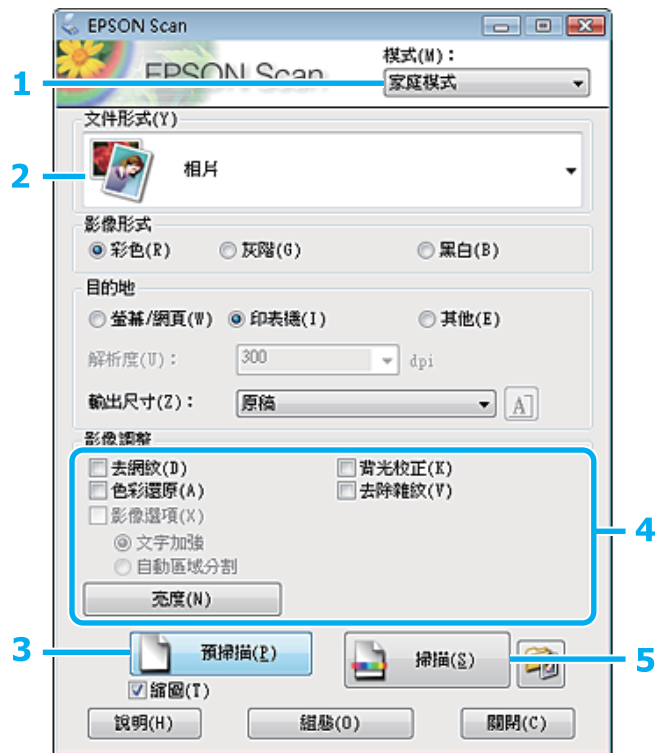 EPSON Scan
模式(M)：
EPSON Scan
1
家庭模式
文件形式(Y)
2
相片
影像形式
彩色(R) 灰階(G) 黑白(B)
目的地
螢幕/網頁(W) 印表機(I) 其他(E)
解析度(U)： 300 dpi
輸出尺寸(Z)： 原稿 A
影像調整
去網紋(D) 背光校正(K)
色彩還原(A) 去除雜紋(V)
影像選項(X)
4
文字加強
自動區域分割
亮度(N)
3 預掃描(P) 掃描(S) 5
縮圖(T)
說明(H) 組態(O) 關閉(C)